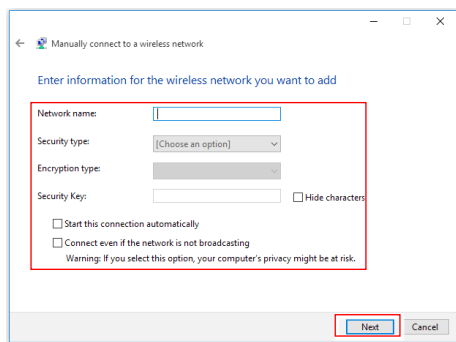 Manually connect to a wireless network
Enter information for the wireless network you want to add
Network name:
Security type: [Choose an option]
Encryption type:
Security Key: Hide characters
Start this connection automatically
Connect even if the network is not broadcasting
Warning: If you select this option, your computer's privacy might be at risk.
Next Cancel